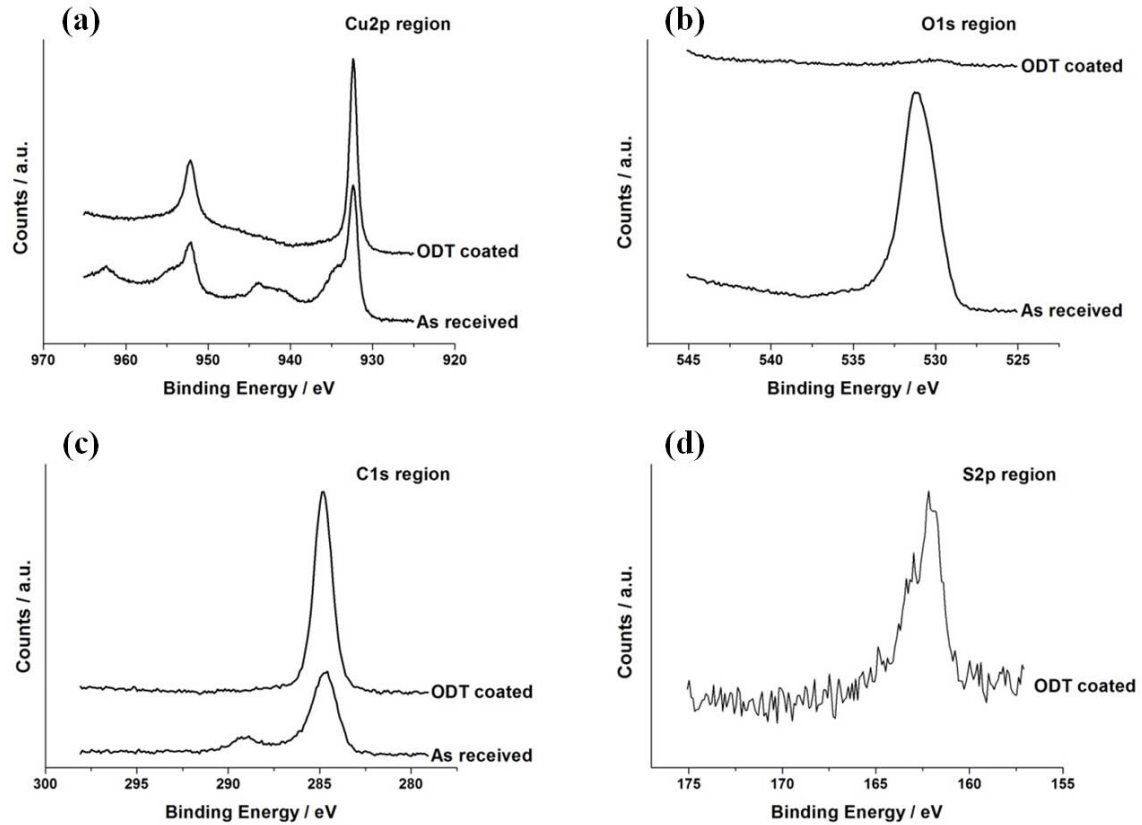 (a)
Cu2p region
Counts / a.u.
ODT coated
As received
970 960 950 940 930 920
Binding Energy / eV
(b)
O1s region
ODT coated
Counts / a.u.
As received
545 540 535 530 525
Binding Energy / eV
(c)
C1s region
Counts / a.u.
ODT coated
As received
300 295 290 285 280
Binding Energy / eV
(d)
S2p region
Counts / a.u.
ODT coated
175 170 165 160 155
Binding Energy / eV